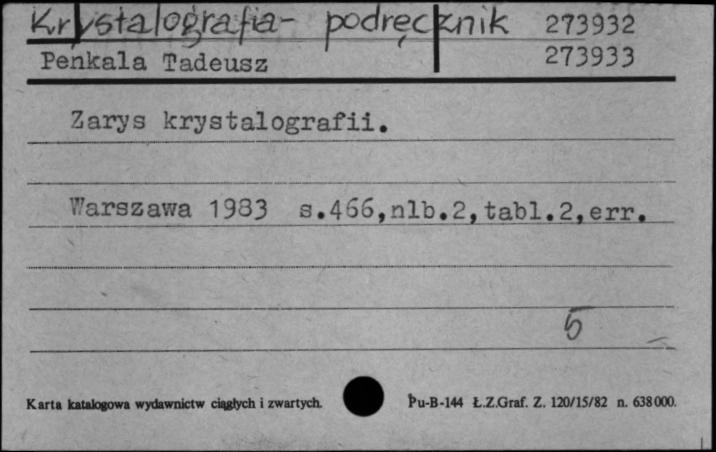 Krystalografia - podręcznik 273932
Penkala Tadeusz 273933
Zarys krystalografii.
Warszawa 1983 s.466,nlb.2,tabl.2,err.
5
Karta katalogowa wydawnictw ciągłych i zwartych. Pu-B-144 Ł.Z.Graf. Z. 120/15/82 n. 638000.